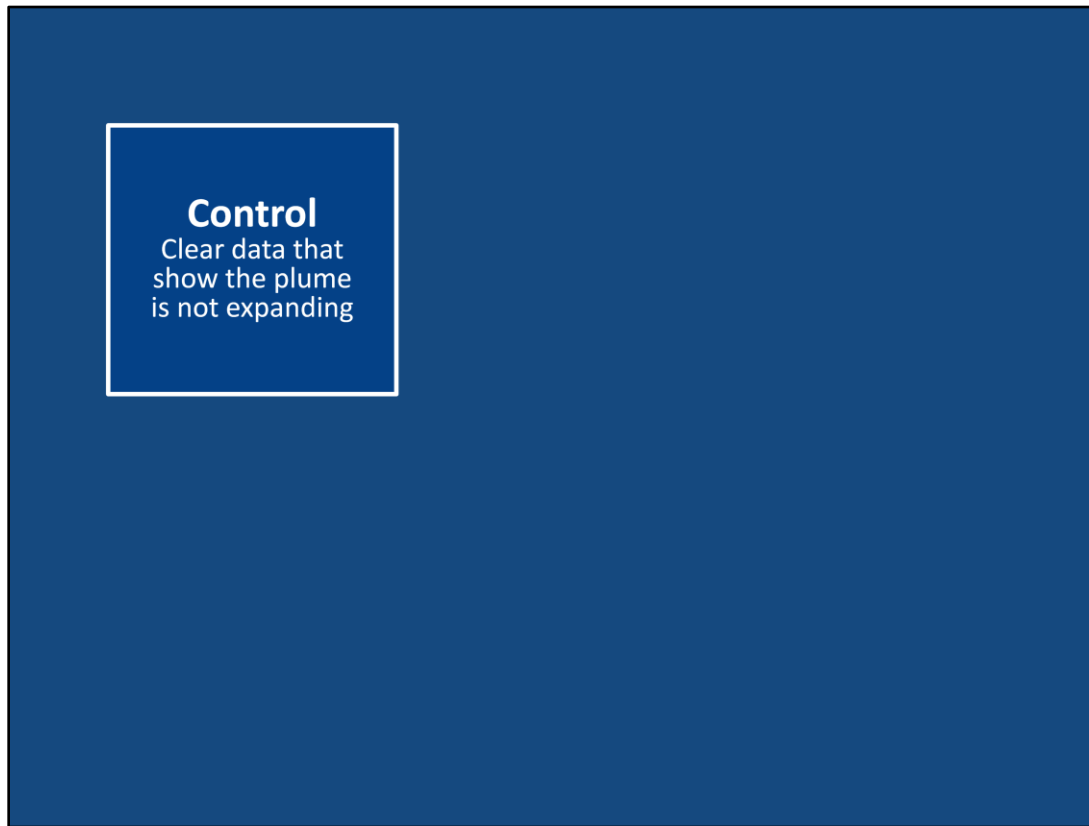 Control
Clear data that
show the plume
is not expanding